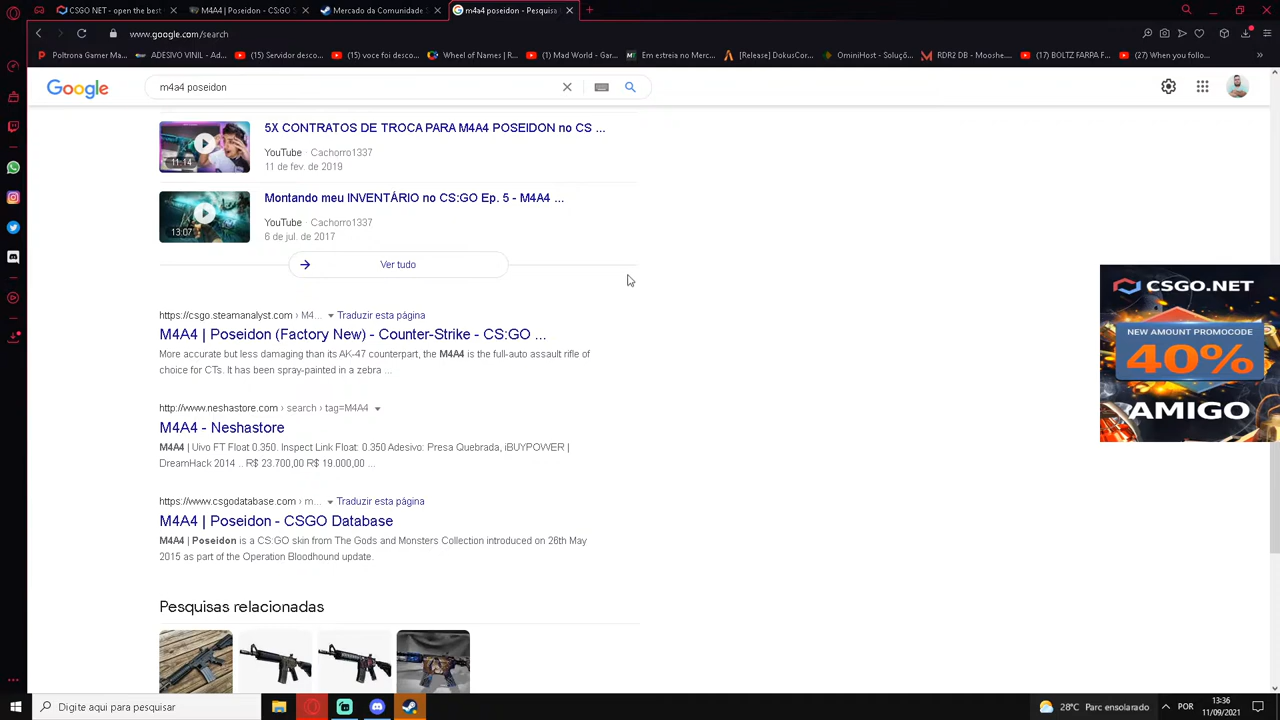 CSGO NET - open the best
M4A4 | Poseidon - CS:GO S
Mercado da Comunidade S
m4a4 poseidon - Pesquisa
www.google.com/search
Poltrona Gamer Ma...
ADESIVO VINIL - Ad...
(15) Servidor desco...
(15) voce foi desco...
Wheel of Names | R...
(1) Mad World - Gar...
Em estreia no Merc...
[Release] DokusCor...
OminiHost - Soluçõ...
RDR2 DB - Mooshe...
(17) BOLTZ FARPA F...
(27) When you follo...
Google
m4a4 poseidon
5X CONTRATOS DE TROCA PARA M4A4 POSEIDON no CS ...
YouTube · Cachorro1337
11 de fev. de 2019
11:14
Montando meu INVENTÁRIO no CS:GO Ep. 5 - M4A4 ...
YouTube · Cachorro1337
6 de jul. de 2017
13:07
Ver tudo
https://csgo.steamanalyst.com › M4... Traduzir esta página
M4A4 | Poseidon (Factory New) - Counter-Strike - CS:GO ...
More accurate but less damaging than its AK-47 counterpart, the M4A4 is the full-auto assault rifle of
choice for CTs. It has been spray-painted in a zebra ...
http://www.neshastore.com › search › tag=M4A4
M4A4 - Neshastore
M4A4 | Uivo FT Float 0.350. Inspect Link Float: 0.350 Adesivo: Presa Quebrada, iBUYPOWER |
DreamHack 2014 .. R$ 23.700,00 R$ 19.000,00 ...
https://www.csgodatabase.com › m... Traduzir esta página
M4A4 | Poseidon - CSGO Database
M4A4 | Poseidon is a CS:GO skin from The Gods and Monsters Collection introduced on 26th May
2015 as part of the Operation Bloodhound update.
Pesquisas relacionadas
CSGO.NET
NEW AMOUNT PROMOCODE
40%
AMIGO
Digite aqui para pesquisar
28°C Parc ensolarado
POR
13:36
11/09/2021